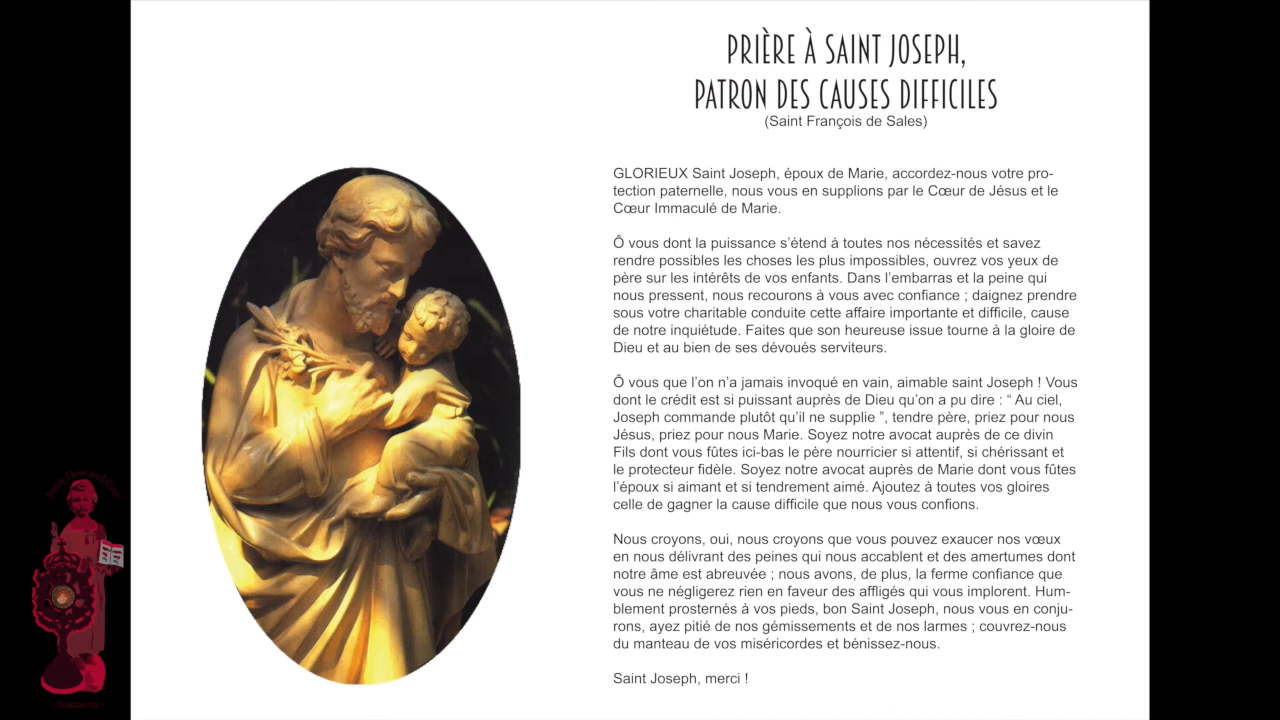 PRIÈRE À SAINT JOSEPH,
PATRON DES CAUSES DIFFICILES
(Saint François de Sales)
GLORIEUX Saint Joseph, époux de Marie, accordez-nous votre pro-
tection paternelle, nous vous en supplions par le Cœur de Jésus et le
Cœur Immaculé de Marie.
Ô vous dont la puissance s’étend à toutes nos nécessités et savez
rendre possibles les choses les plus impossibles, ouvrez vos yeux de
père sur les intérêts de vos enfants. Dans l’embarras et la peine qui
nous pressent, nous recourons à vous avec confiance ; daignez prendre
sous votre charitable conduite cette affaire importante et difficile, cause
de notre inquiétude. Faites que son heureuse issue tourne à la gloire de
Dieu et au bien de ses dévoués serviteurs.
Ô vous que l’on n’a jamais invoqué en vain, aimable saint Joseph ! Vous
dont le crédit est si puissant auprès de Dieu qu’on a pu dire : “ Au ciel,
Joseph commande plutôt qu’il ne supplie ”, tendre père, priez pour nous
Jésus, priez pour nous Marie. Soyez notre avocat auprès de ce divin
Fils dont vous fûtes ici-bas le père nourricier si attentif, si chérissant et
le protecteur fidèle. Soyez notre avocat auprès de Marie dont vous fûtes
l’époux si aimant et si tendrement aimé. Ajoutez à toutes vos gloires
celle de gagner la cause difficile que nous vous confions.
Nous croyons, oui, nous croyons que vous pouvez exaucer nos vœux
en nous délivrant des peines qui nous accablent et des amertumes dont
notre âme est abreuvée ; nous avons, de plus, la ferme confiance que
vous ne négligerez rien en faveur des affligés qui vous implorent. Hum-
blement prosternés à vos pieds, bon Saint Joseph, nous vous en conju-
rons, ayez pitié de nos gémissements et de nos larmes ; couvrez-nous
du manteau de vos miséricordes et bénissez-nous.
Saint Joseph, merci !